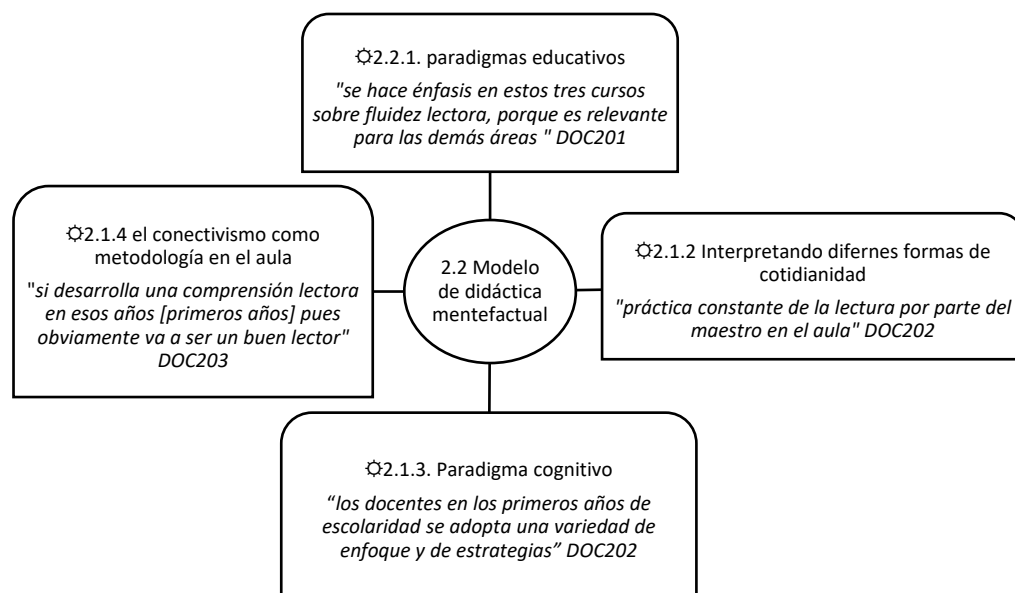 ☼2.2.1. paradigmas educativos
"se hace énfasis en estos tres cursos
sobre fluidez lectora, porque es relevante
para las demás áreas " DOC201
☼2.1.4 el conectivismo como
metodología en el aula
"si desarrolla una comprensión lectora
en esos años [primeros años] pues
obviamente va a ser un buen lector"
DOC203
2.2 Modelo
de didáctica
mentefactual
☼2.1.2 Interpretando difernes formas de
cotidianidad
"práctica constante de la lectura por parte del
maestro en el aula" DOC202
☼2.1.3. Paradigma cognitivo
“los docentes en los primeros años de
escolaridad se adopta una variedad de
enfoque y de estrategias” DOC202